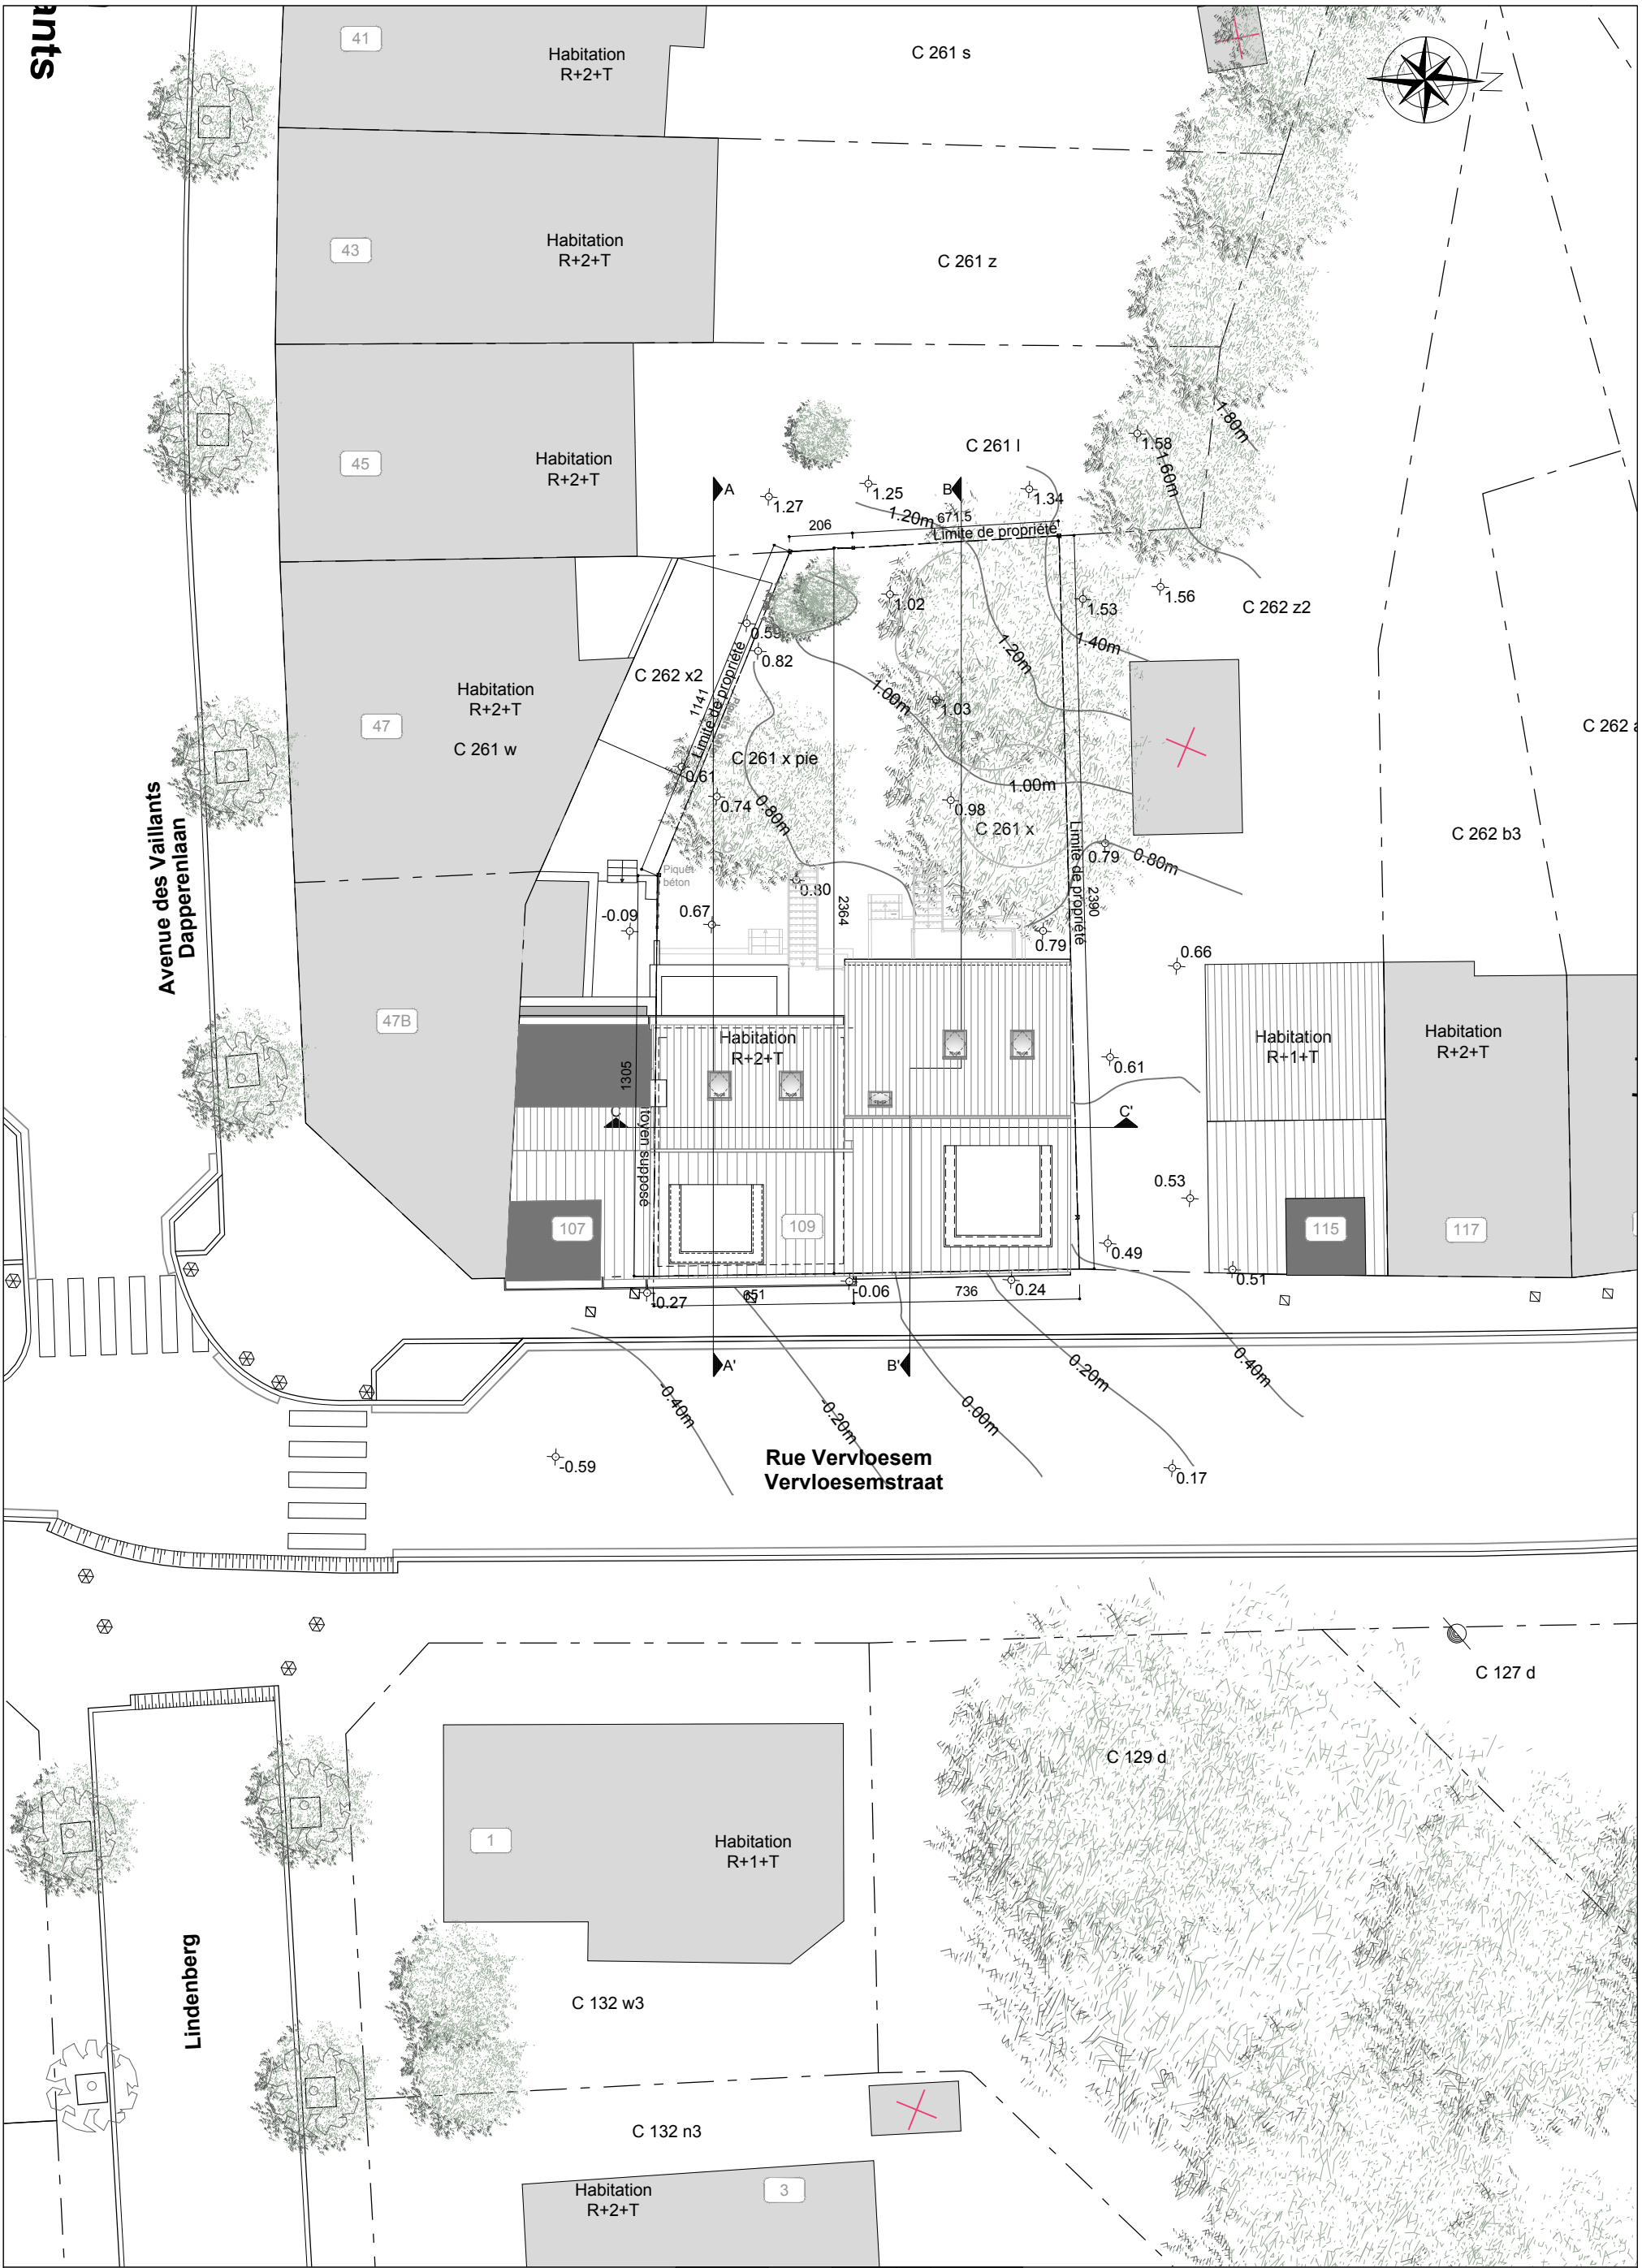 ants
41
Habitation
R+2+T
C 261 s
N
43
Habitation
R+2+T
C 261 z
45
Habitation
R+2+T
C 261 l
1.80m
1.58
1.60m
A
B
1.27
1.25
1.34
1.20m
206
671.5
Limite de propriété
1.02
1.53
1.56
C 262 z2
0.59
0.82
1.20m
1.40m
C 262 x2
Limite de propriété
1141
1.00m
1.03
47
Habitation
R+2+T
C 261 w
C 261 x pie
0.61
0.74
0.80m
1.00m
0.98
C 261 x
C 262 b3
0.79
0.80m
Avenue des Vaillants
Dapperenlaan
Piquet
béton
0.80
-0.09
0.67
2364
Limite de propriété
2390
0.79
0.66
47B
Habitation
R+2+T
Habitation
R+1+T
Habitation
R+2+T
1305
0.61
C
C'
toyen supposé
0.53
107
109
115
117
0.49
0.51
-0.27
651
-0.06
736
0.24
A'
B'
-0.40m
-0.20m
0.00m
0.20m
0.40m
-0.59
0.17
Rue Vervloesem
Vervloesemstraat
C 127 d
C 129 d
1
Habitation
R+1+T
Lindenberg
C 132 w3
C 132 n3
Habitation
R+2+T
3